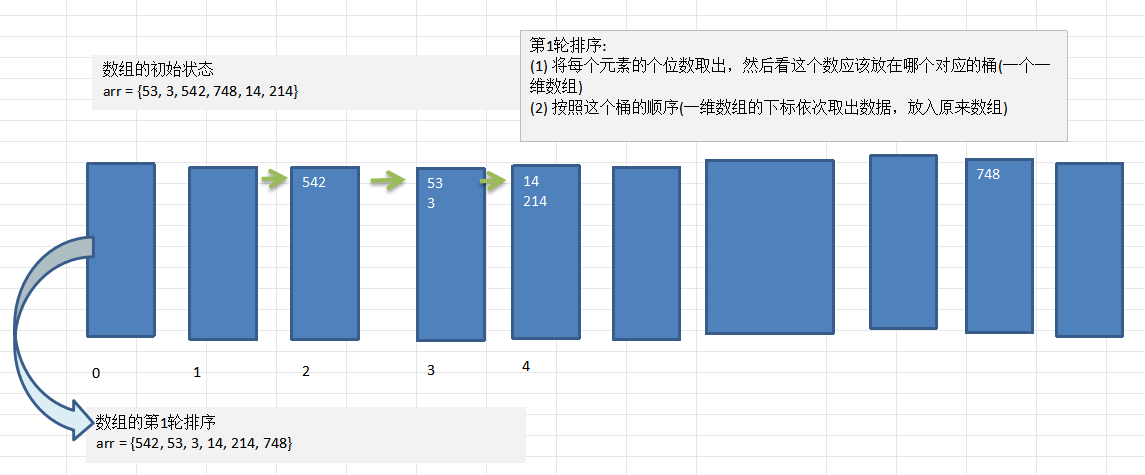 数组的初始状态
arr = {53, 3, 542, 748, 14, 214}
第1轮排序:
(1) 将每个元素的个位数取出，然后看这个数应该放在哪个对应的桶(一个一
维数组)
(2) 按照这个桶的顺序(一维数组的下标依次取出数据，放入原来数组)
542
53
3
14
214
748
0
1
2
3
4
数组的第1轮排序
arr = {542, 53, 3, 14, 214, 748}